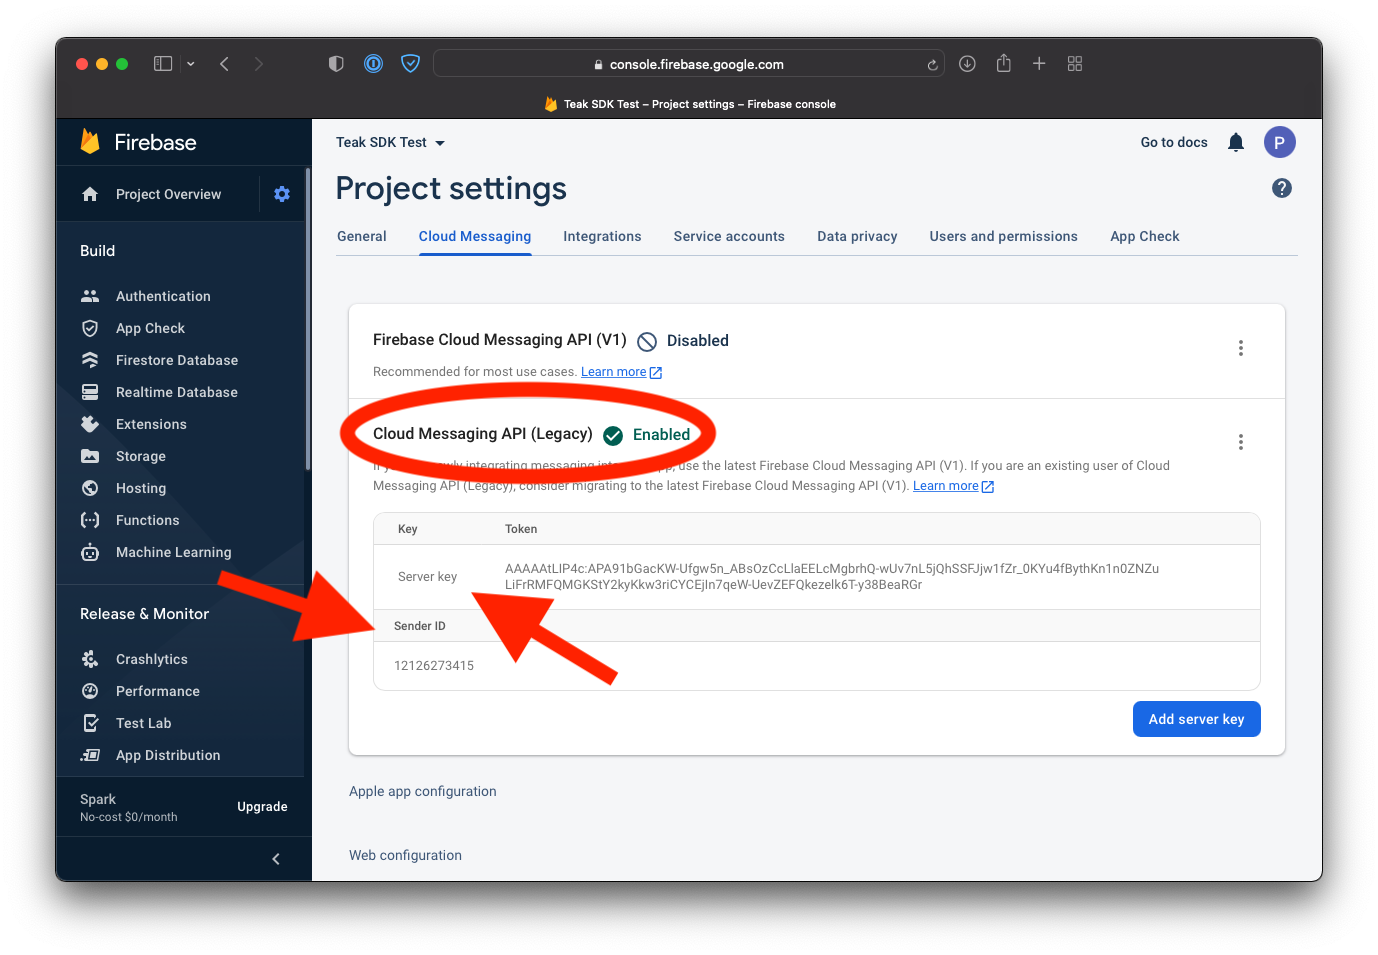 console.firebase.google.com
Teak SDK Test – Project settings – Firebase console
Firebase
Project Overview
Build
Authentication
App Check
Firestore Database
Realtime Database
Extensions
Storage
Hosting
Functions
Machine Learning
Release & Monitor
Crashlytics
Performance
Test Lab
App Distribution
Spark
No-cost $0/month
Upgrade
Teak SDK Test
Go to docs
P
Project settings
General
Cloud Messaging
Integrations
Service accounts
Data privacy
Users and permissions
App Check
Firebase Cloud Messaging API (V1) Disabled
Recommended for most use cases. Learn more
Cloud Messaging API (Legacy) Enabled
integrating messaging use the latest Firebase Cloud Messaging API (V1). If you are an existing user of Cloud
Messaging API (Legacy), consider migrating to the latest Firebase Cloud Messaging API (V1). Learn more
Key Token
Server key
AAAAAtLIP4c:APA91bGacKW-Ufgw5n_ABsOzCcLlaEELcMgbrhQ-wUv7nL5jQhSSFJjw1fZr_0KYu4fBythKn1n0ZNZu
LiFrRMFQMGKStY2kyKkw3riCYCEjIn7qeW-UevZEFQkezelk6T-y38BeaRGr
Sender ID
12126273415
Add server key
Apple app configuration
Web configuration